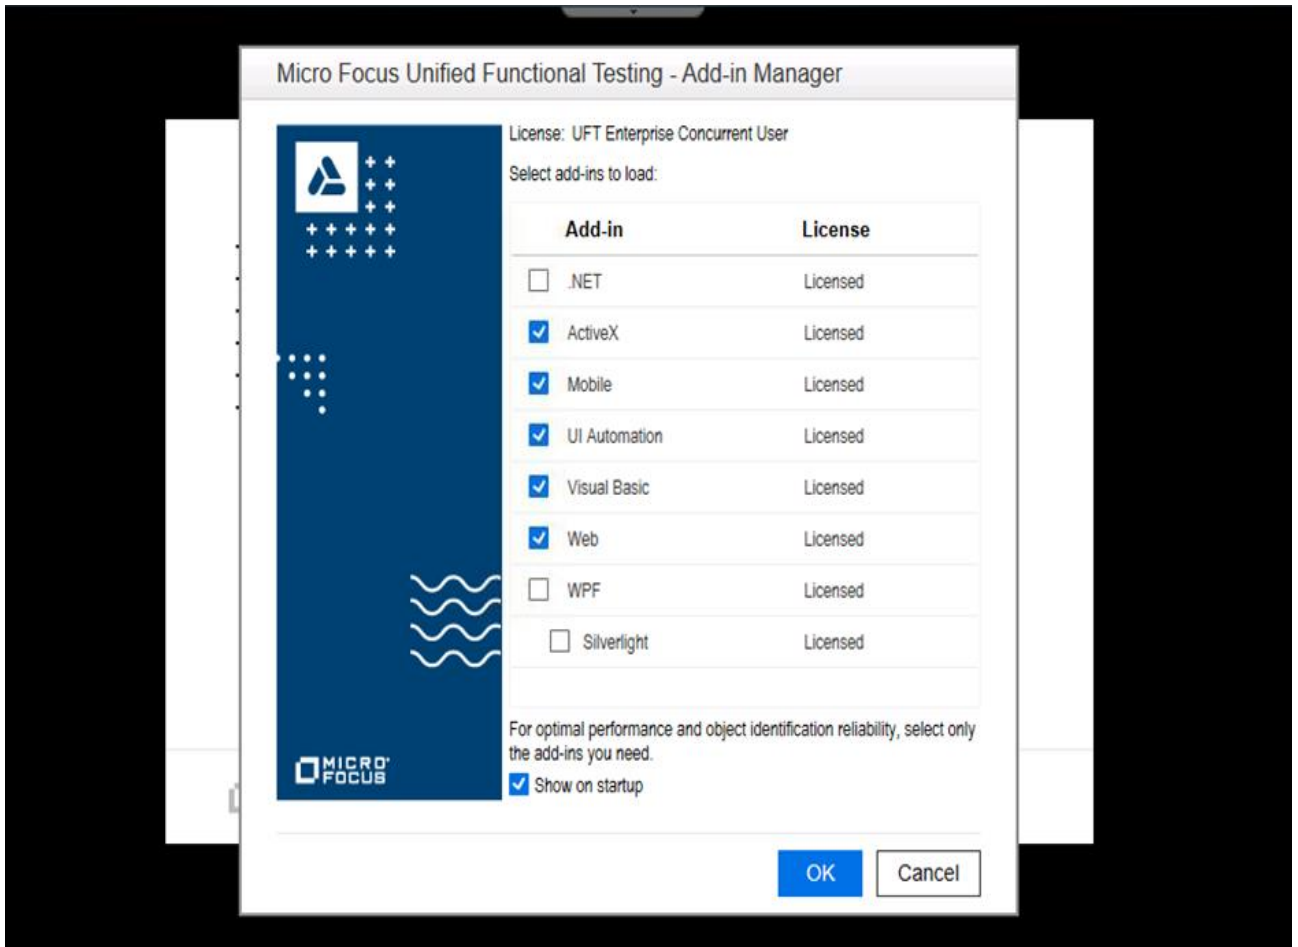 Micro Focus Unified Functional Testing - Add-in Manager
License: UFT Enterprise Concurrent User
Select add-ins to load:
Add-in License
.NET Licensed
ActiveX Licensed
Mobile Licensed
UI Automation Licensed
Visual Basic Licensed
Web Licensed
WPF Licensed
Silverlight Licensed
For optimal performance and object identification reliability, select only
the add-ins you need.
Show on startup
MICRO
FOCUS
OK Cancel